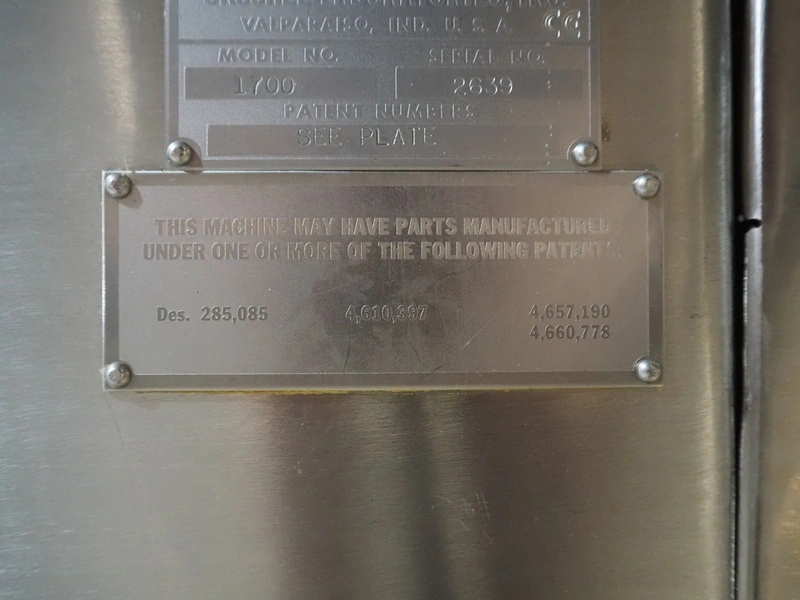 VALPARAISO, IND. U. S. A.
MODEL NO. SERIAL NO.
1700 2639
PATENT NUMBERS
SEE PLATE
THIS MACHINE MAY HAVE PARTS MANUFACTURED
UNDER ONE OR MORE OF THE FOLLOWING PATENTS:
Des. 285,085 4,610,397 4,657,190
4,660,778